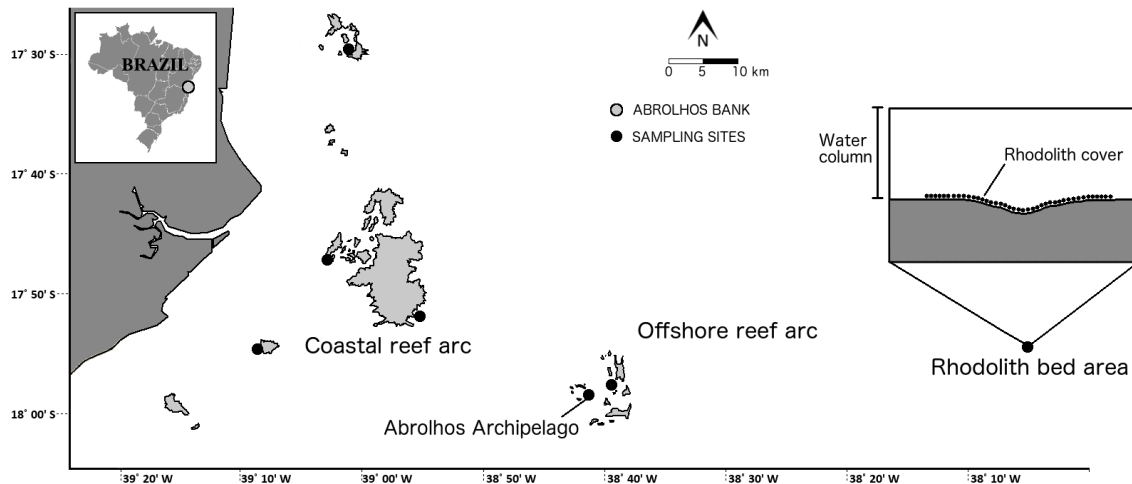 BRAZIL
N
0 5 10 km
ABROLHOS BANK
SAMPLING SITES
17˚ 30' S
17˚ 40' S
17˚ 50' S
18˚ 00' S
Water
column
Rhodolith cover
Coastal reef arc
Offshore reef arc
Abrolhos Archipelago
Rhodolith bed area
39˚ 20' W
39˚ 10' W
39˚ 00' W
38˚ 50' W
38˚ 40' W
38˚ 30' W
38˚ 20' W
38˚ 10' W